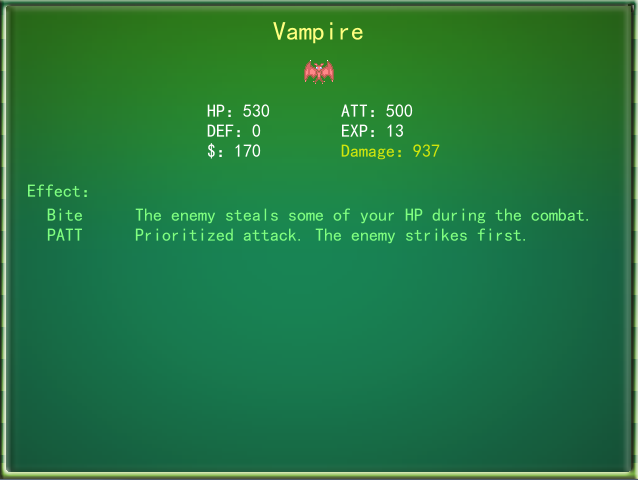 Vampire
HP: 530 ATT: 500
DEF: 0 EXP: 13
$: 170 Damage: 937
Effect:
Bite The enemy steals some of your HP during the combat.
PATT Prioritized attack. The enemy strikes first.